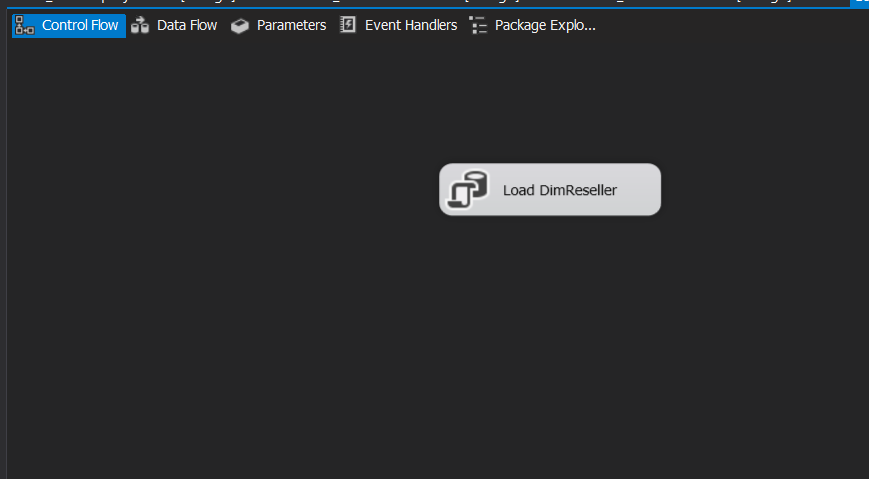 Control Flow Data Flow Parameters Event Handlers Package Explo...
Load DimReseller